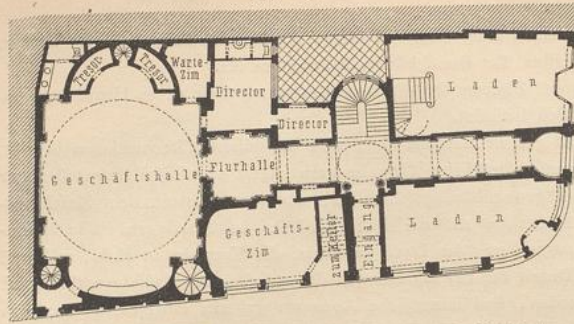 Tresor
Tresor
Warte-
Zim.
Director
Director
Laden
Geschäftshalle
Flurhalle
Geschäfts-
Zim
zum Keller
Eingang
Laden